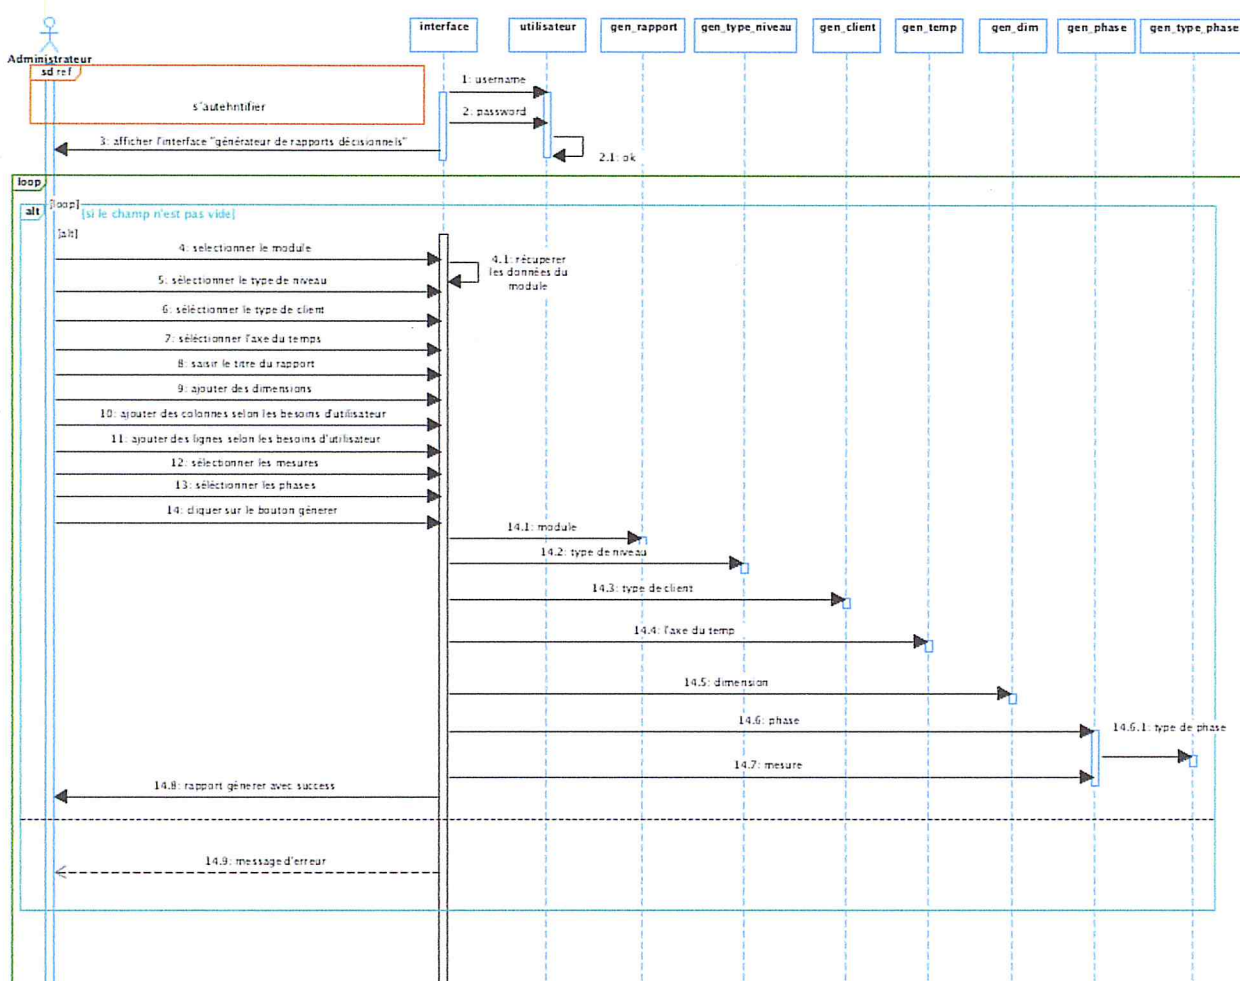 interface
utilisateur
gen_rapport
gen_type_niveau
gen_client
gen_temp
gen_dim
gen_phase
gen_type_phase
Administrateur
sd ref
s'autehntifier
1: username
2: password
2.1: ok
3: afficher l'interface "générateur de rapports décisionnels"
loop
[loop]
alt
[si le champ n'est pas vide]
[alt]
4: selectionner le module
4.1: récuperer
les données du
module
5: sélectionner le type de niveau
6: séléctionner le type de client
7: séléctionner l'axe du temps
8: saisir le titre du rapport
9: ajouter des dimensions
10: ajouter des colonnes selon les besoins d'utilisateur
11: ajouter des lignes selon les besoins d'utilisateur
12: sélectionner les mesures
13: séléctionner les phases
14: cliquer sur le bouton génerer
14.1: module
14.2: type de niveau
14.3: type de client
14.4: l'axe du temp
14.5: dimension
14.6: phase
14.6.1: type de phase
14.7: mesure
14.8: rapport génerer avec success
14.9: message d'erreur